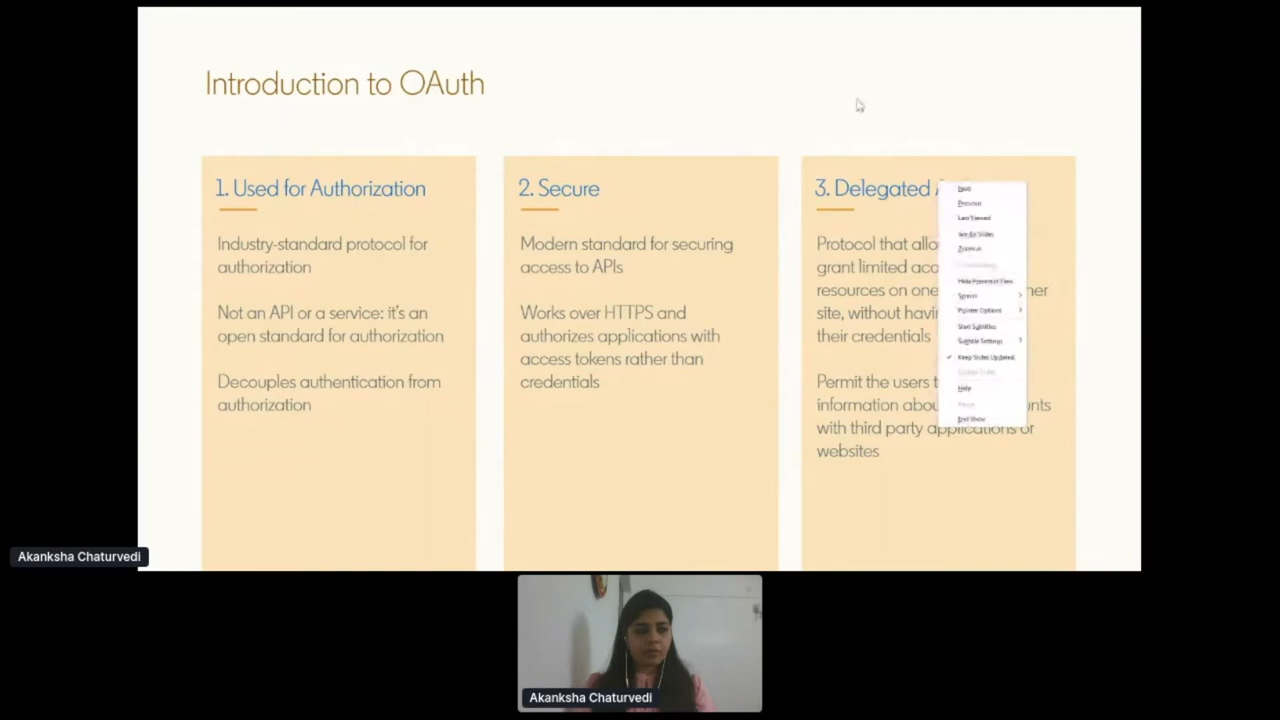 Introduction to OAuth
1. Used for Authorization
Industry-standard protocol for
authorization
Not an API or a service: it's an
open standard for authorization
Decouples authentication from
authorization
2. Secure
Modern standard for securing
access to APIs
Works over HTTPS and
authorizes applications with
access tokens rather than
credentials
3. Delegated
Protocol that
grant limited
resources on one
site, without
their credentials
Permit the users
information
with third party applications or
websites
Next
Previous
Last Viewed
See All Slides
Zoom In
Hide Presenter View
Screen
Pointer Options
Start Subtitles
Subtitle Settings
Keep Slides Updated
Help
Pause
End Show
Akanksha Chaturvedi
Akanksha Chaturvedi